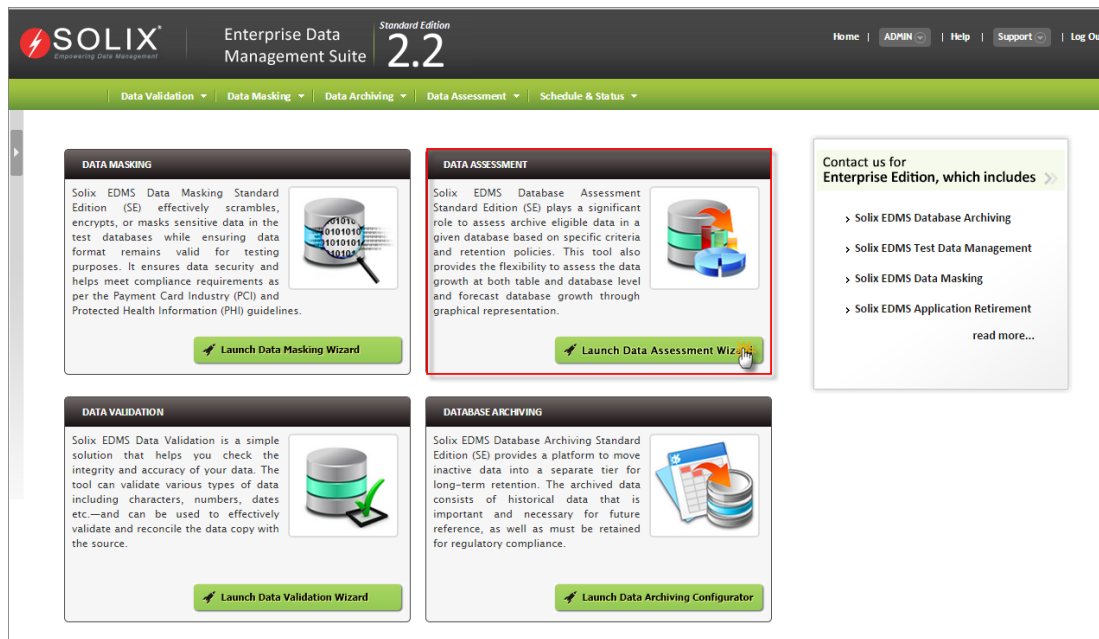 SOLIX
Empowering Data Management
Enterprise Data
Management Suite
Standard Edition
2.2
Home | ADMIN | Help | Support | Log Ou
Data Validation Data Masking Data Archiving Data Assessment Schedule & Status
DATA MASKING
Solix EDMS Data Masking Standard
Edition (SE) effectively scrambles,
encrypts, or masks sensitive data in the
test databases while ensuring data
format remains valid for testing
purposes. It ensures data security and
helps meet compliance requirements as
per the Payment Card Industry (PCI) and
Protected Health Information (PHI) guidelines.
Launch Data Masking Wizard
DATA ASSESSMENT
Solix EDMS Database Assessment
Standard Edition (SE) plays a significant
role to assess archive eligible data in a
given database based on specific criteria
and retention policies. This tool also
provides the flexibility to assess the data
growth at both table and database level
and forecast database growth through
graphical representation.
Launch Data Assessment Wizard
Contact us for
Enterprise Edition, which includes
Solix EDMS Database Archiving
Solix EDMS Test Data Management
Solix EDMS Data Masking
Solix EDMS Application Retirement
read more...
DATA VALIDATION
Solix EDMS Data Validation is a simple
solution that helps you check the
integrity and accuracy of your data. The
tool can validate various types of data
including characters, numbers, dates
etc.—and can be used to effectively
validate and reconcile the data copy with
the source.
Launch Data Validation Wizard
DATABASE ARCHIVING
Solix EDMS Database Archiving Standard
Edition (SE) provides a platform to move
inactive data into a separate tier for
long-term retention. The archived data
consists of historical data that is
important and necessary for future
reference, as well as must be retained
for regulatory compliance.
Launch Data Archiving Configurator